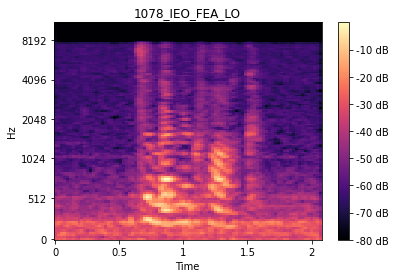 1078_IEO_FEA_LO
8192
4096
2048
1024
512
0
Hz
0
0.5
1
1.5
2
Time
-10 dB
-20 dB
-30 dB
-40 dB
-50 dB
-60 dB
-70 dB
-80 dB